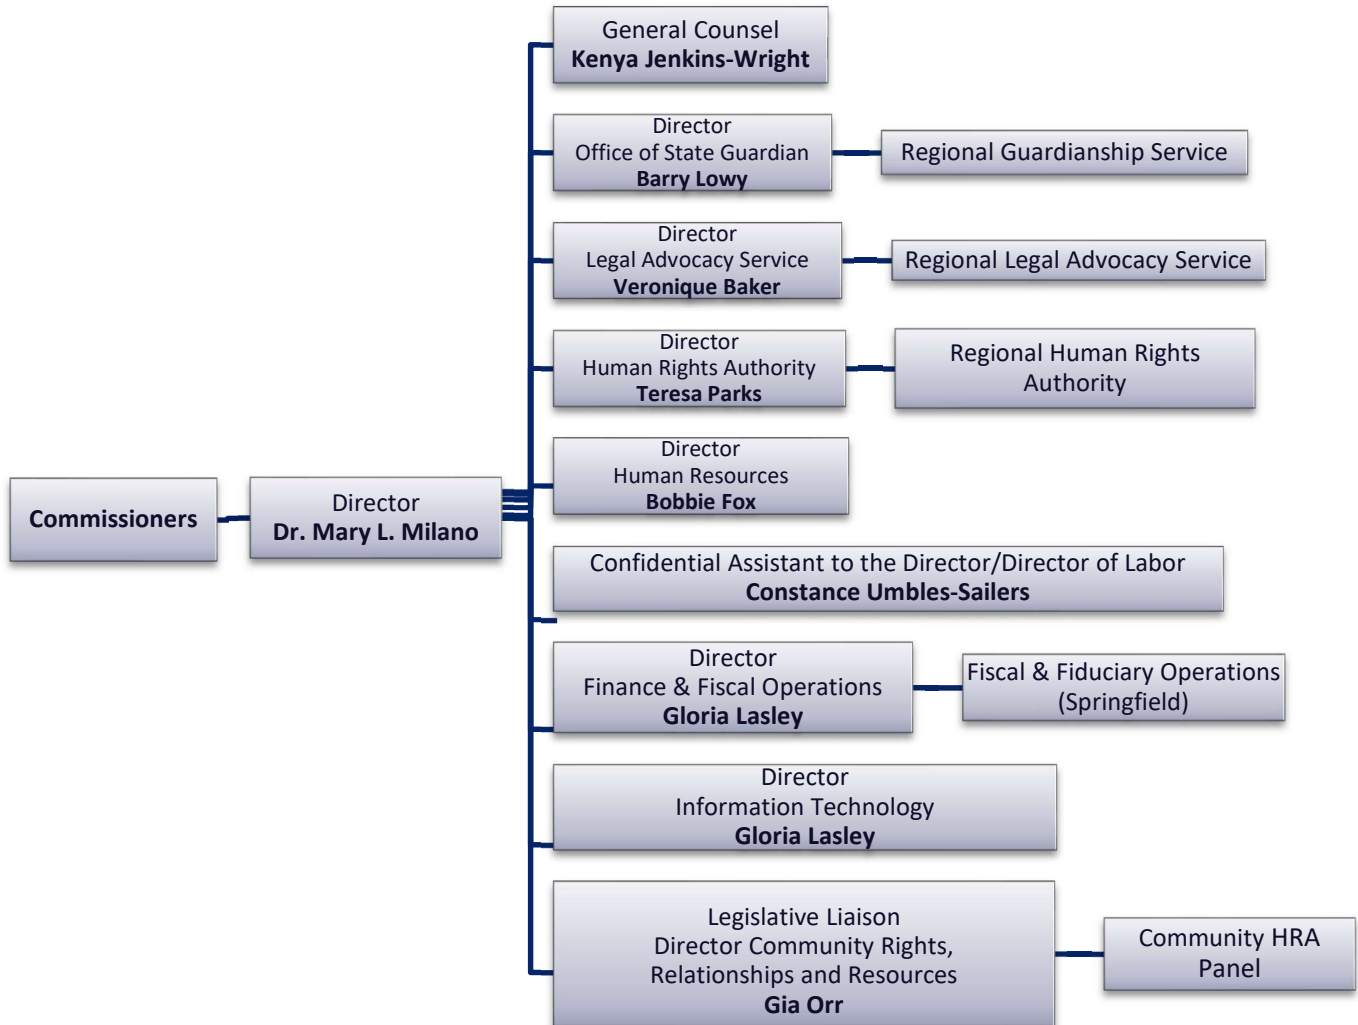 General Counsel
Kenya Jenkins-Wright
Director
Office of State Guardian
Barry Lowy
Regional Guardianship Service
Director
Legal Advocacy Service
Veronique Baker
Regional Legal Advocacy Service
Director
Human Rights Authority
Teresa Parks
Regional Human Rights
Authority
Director
Human Resources
Bobbie Fox
Commissioners
Director
Dr. Mary L. Milano
Confidential Assistant to the Director/Director of Labor
Constance Umbles-Sailers
Director
Finance & Fiscal Operations
Gloria Lasley
Fiscal & Fiduciary Operations
(Springfield)
Director
Information Technology
Gloria Lasley
Legislative Liaison
Director Community Rights,
Relationships and Resources
Gia Orr
Community HRA
Panel